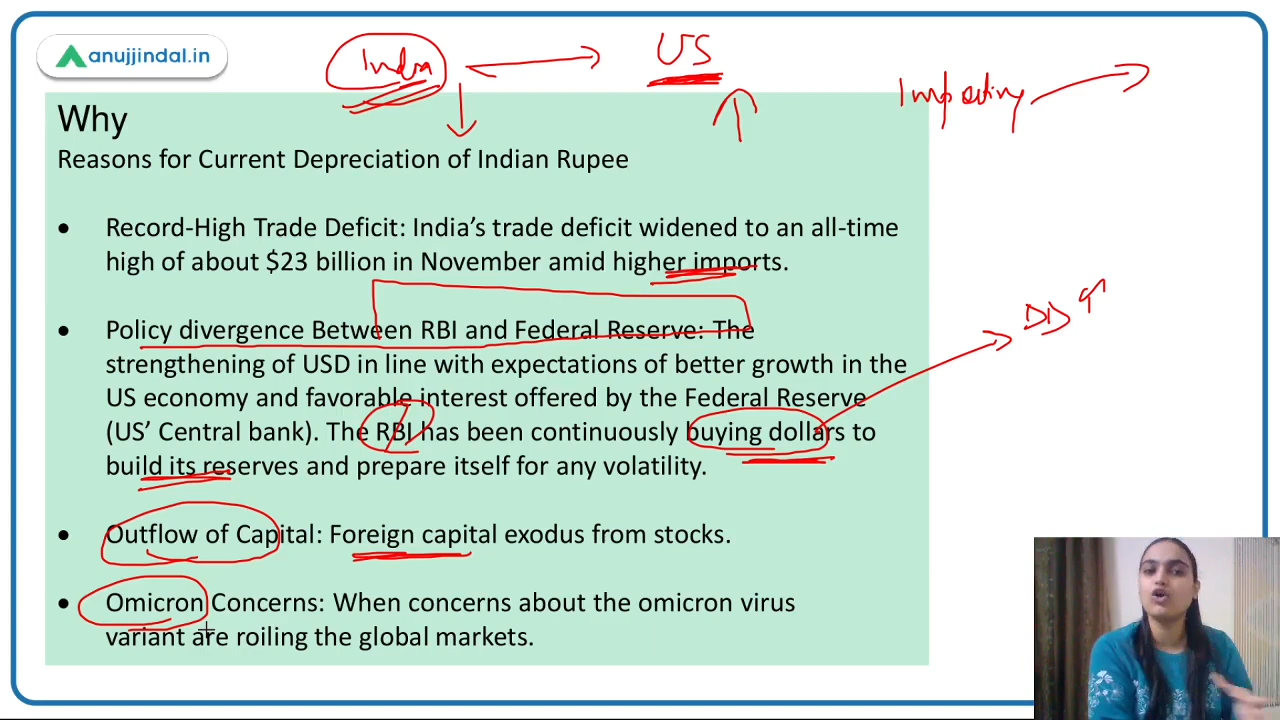 anujjindal.in
India
US
Importing
Why
Reasons for Current Depreciation of Indian Rupee
• Record-High Trade Deficit: India's trade deficit widened to an all-time
high of about $23 billion in November amid higher imports.
• Policy divergence Between RBI and Federal Reserve: The
strengthening of USD in line with expectations of better growth in the
US economy and favorable interest offered by the Federal Reserve
(US' Central bank). The RBI has been continuously buying dollars to
build its reserves and prepare itself for any volatility.
DD ↑
• Outflow of Capital: Foreign capital exodus from stocks.
• Omicron Concerns: When concerns about the omicron virus
variant are roiling the global markets.